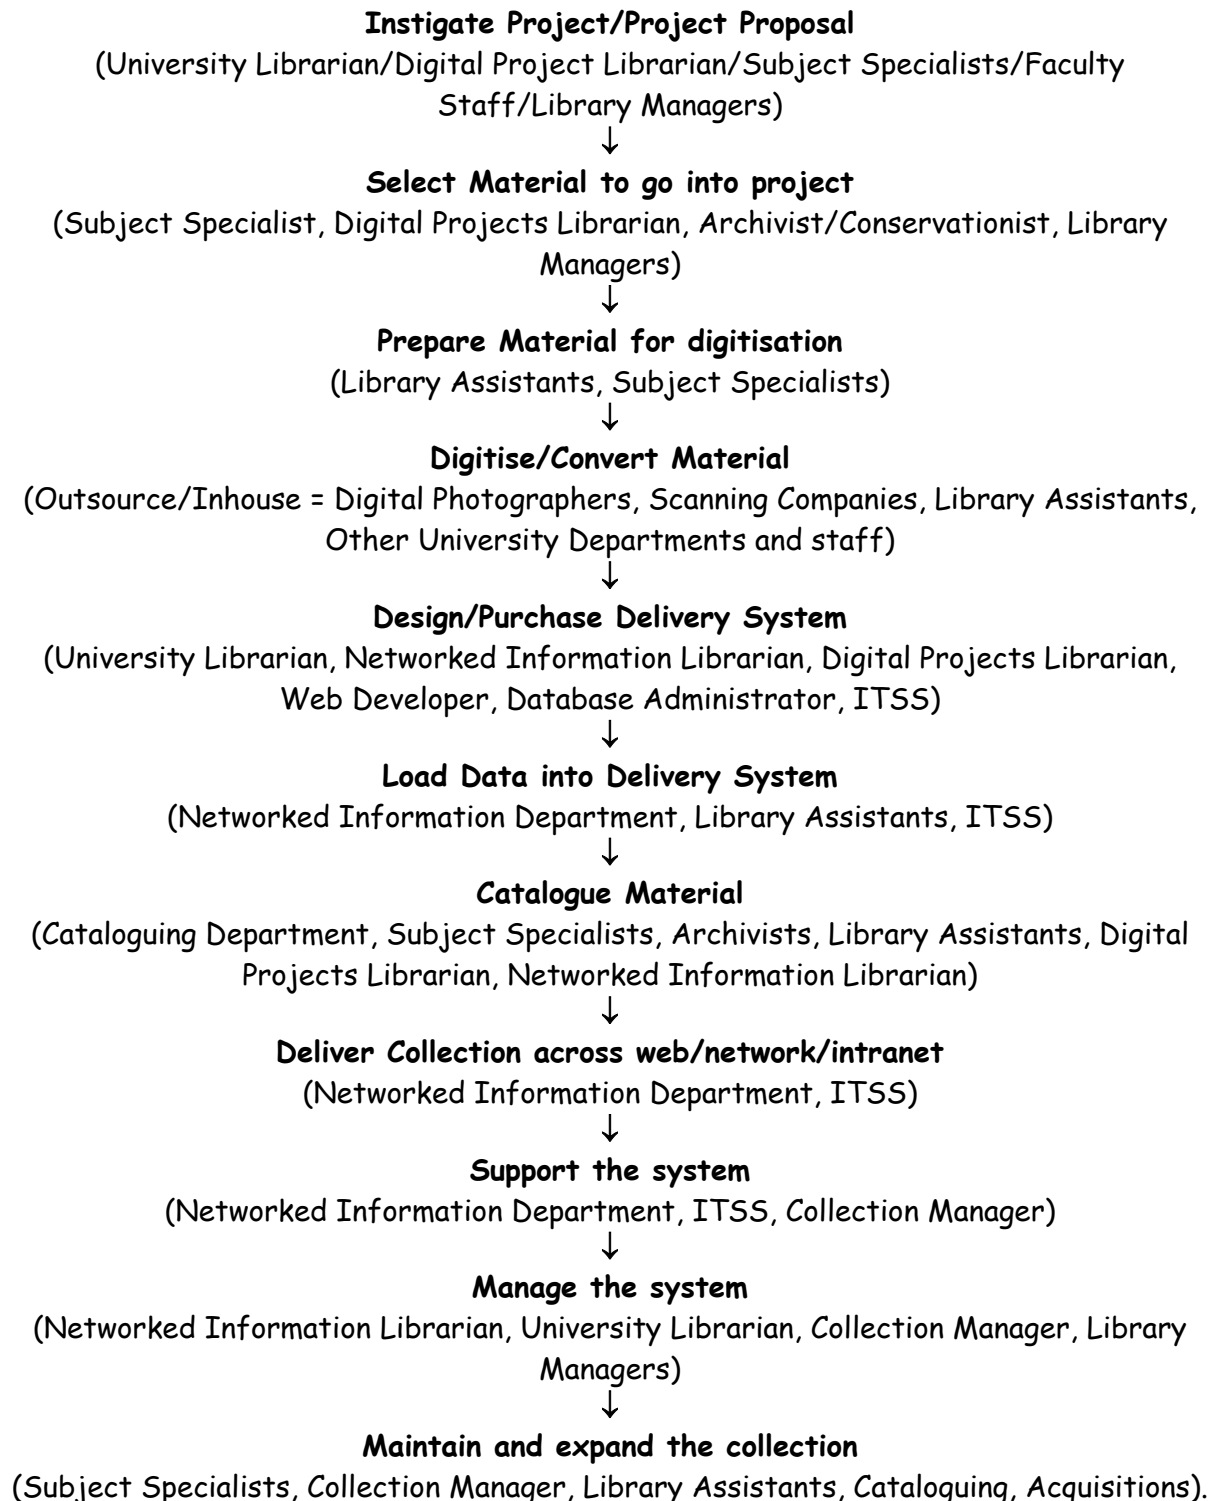 Instigate Project/Project Proposal
(University Librarian/Digital Project Librarian/Subject Specialists/Faculty
Staff/Library Managers)
↓
Select Material to go into project
(Subject Specialist, Digital Projects Librarian, Archivist/Conservationist, Library
Managers)
↓
Prepare Material for digitisation
(Library Assistants, Subject Specialists)
↓
Digitise/Convert Material
(Outsource/Inhouse = Digital Photographers, Scanning Companies, Library Assistants,
Other University Departments and staff)
↓
Design/Purchase Delivery System
(University Librarian, Networked Information Librarian, Digital Projects Librarian,
Web Developer, Database Administrator, ITSS)
↓
Load Data into Delivery System
(Networked Information Department, Library Assistants, ITSS)
↓
Catalogue Material
(Cataloguing Department, Subject Specialists, Archivists, Library Assistants, Digital
Projects Librarian, Networked Information Librarian)
↓
Deliver Collection across web/network/intranet
(Networked Information Department, ITSS)
↓
Support the system
(Networked Information Department, ITSS, Collection Manager)
↓
Manage the system
(Networked Information Librarian, University Librarian, Collection Manager, Library
Managers)
↓
Maintain and expand the collection
(Subject Specialists, Collection Manager, Library Assistants, Cataloguing, Acquisitions).